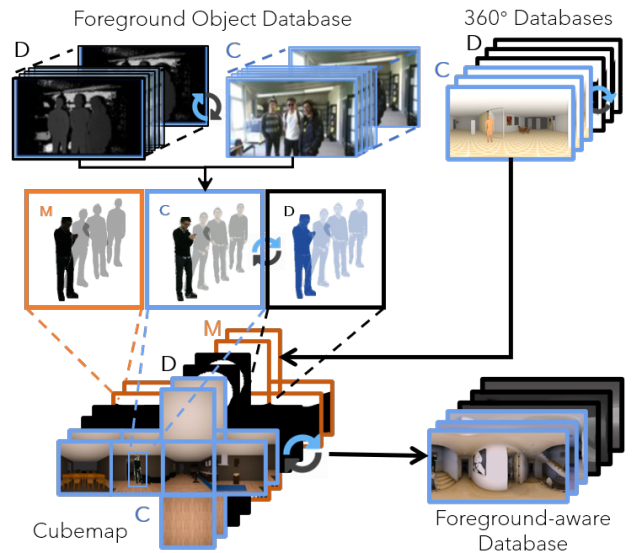 Foreground Object Database
360° Databases
D
C
D
C
M
C
D
M
D
C
Cubemap
Foreground-aware
Database